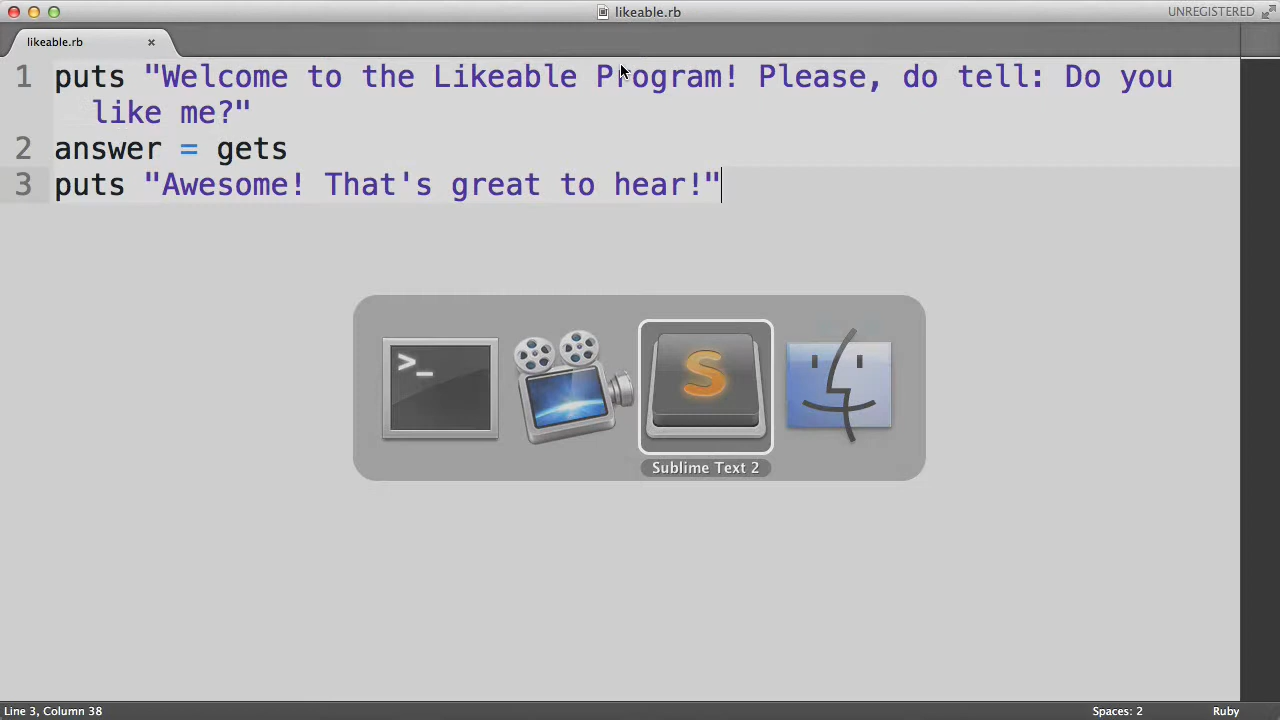 likeable.rb
UNREGISTERED
likeable.rb ×
1 puts "Welcome to the Likeable Program! Please, do tell: Do you
like me?"
2 answer = gets
3 puts "Awesome! That's great to hear!"
>_
S
Sublime Text 2
Line 3, Column 38
Spaces: 2
Ruby